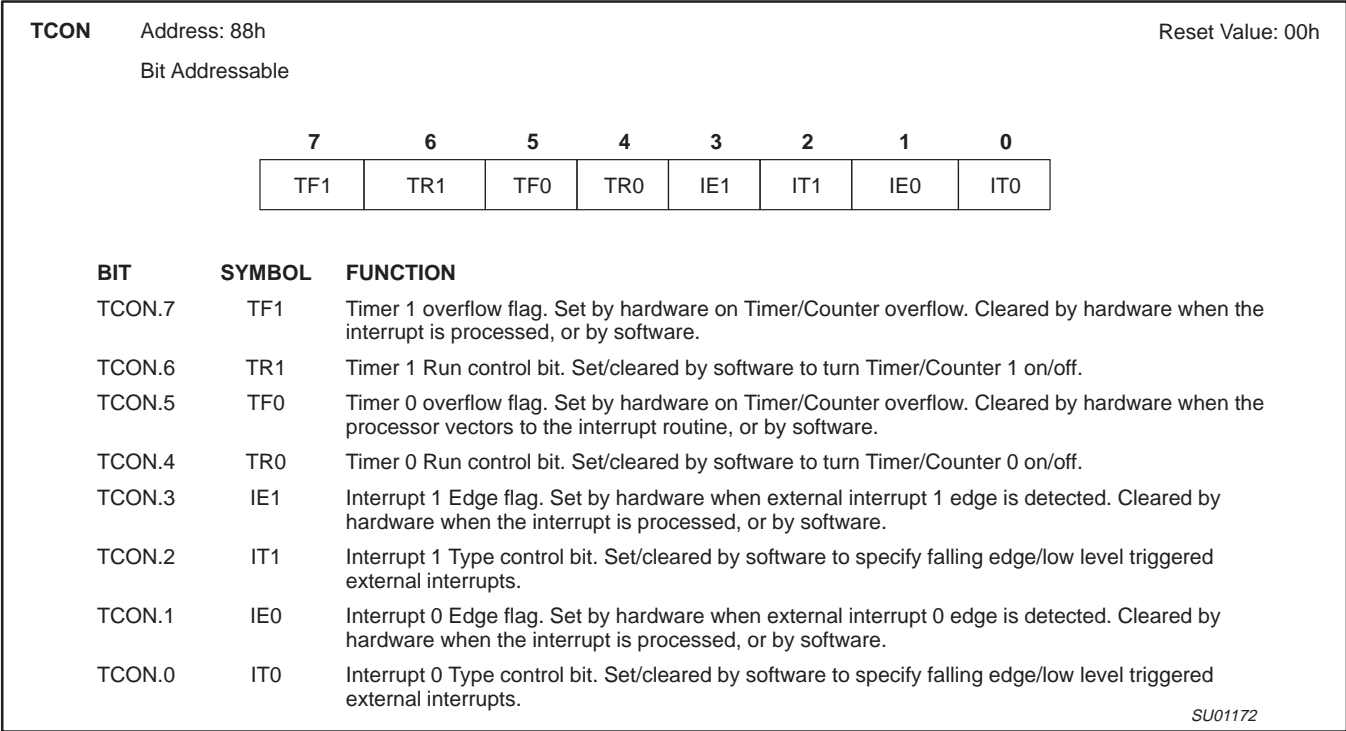 TCON Address: 88h Reset Value: 00h
Bit Addressable
7 6 5 4 3 2 1 0
TF1 TR1 TF0 TR0 IE1 IT1 IE0 IT0
BIT SYMBOL FUNCTION
TCON.7 TF1 Timer 1 overflow flag. Set by hardware on Timer/Counter overflow. Cleared by hardware when the
interrupt is processed, or by software.
TCON.6 TR1 Timer 1 Run control bit. Set/cleared by software to turn Timer/Counter 1 on/off.
TCON.5 TF0 Timer 0 overflow flag. Set by hardware on Timer/Counter overflow. Cleared by hardware when the
processor vectors to the interrupt routine, or by software.
TCON.4 TR0 Timer 0 Run control bit. Set/cleared by software to turn Timer/Counter 0 on/off.
TCON.3 IE1 Interrupt 1 Edge flag. Set by hardware when external interrupt 1 edge is detected. Cleared by
hardware when the interrupt is processed, or by software.
TCON.2 IT1 Interrupt 1 Type control bit. Set/cleared by software to specify falling edge/low level triggered
external interrupts.
TCON.1 IE0 Interrupt 0 Edge flag. Set by hardware when external interrupt 0 edge is detected. Cleared by
hardware when the interrupt is processed, or by software.
TCON.0 IT0 Interrupt 0 Type control bit. Set/cleared by software to specify falling edge/low level triggered
external interrupts.
SU01172